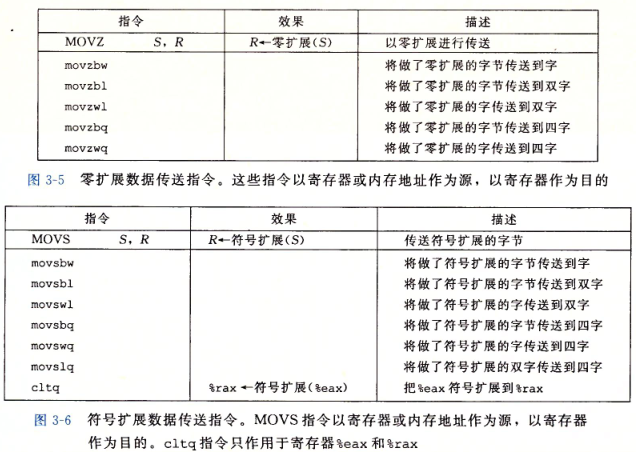 指令 效果 描述
MOVZ S, R R←零扩展(S) 以零扩展进行传送
movzbw 将做了零扩展的字节传送到字
movzbl 将做了零扩展的字节传送到双字
movzwl 将做了零扩展的字传送到双字
movzbq 将做了零扩展的字节传送到四字
movzwq 将做了零扩展的字传送到四字
图 3-5 零扩展数据传送指令。这些指令以寄存器或内存地址作为源，以寄存器作为目的
指令 效果 描述
MOVS S, R R←符号扩展(S) 传送符号扩展的字节
movsbw 将做了符号扩展的字节传送到字
movsbl 将做了符号扩展的字节传送到双字
movswl 将做了符号扩展的字传送到双字
movsbq 将做了符号扩展的字节传送到四字
movswq 将做了符号扩展的字传送到四字
movslq 将做了符号扩展的双字传送到四字
cltq %rax←符号扩展(%eax) 把%eax符号扩展到%rax
图 3-6 符号扩展数据传送指令。MOVS指令以寄存器或内存地址作为源，以寄存器
作为目的。cltq指令只作用于寄存器%eax和%rax